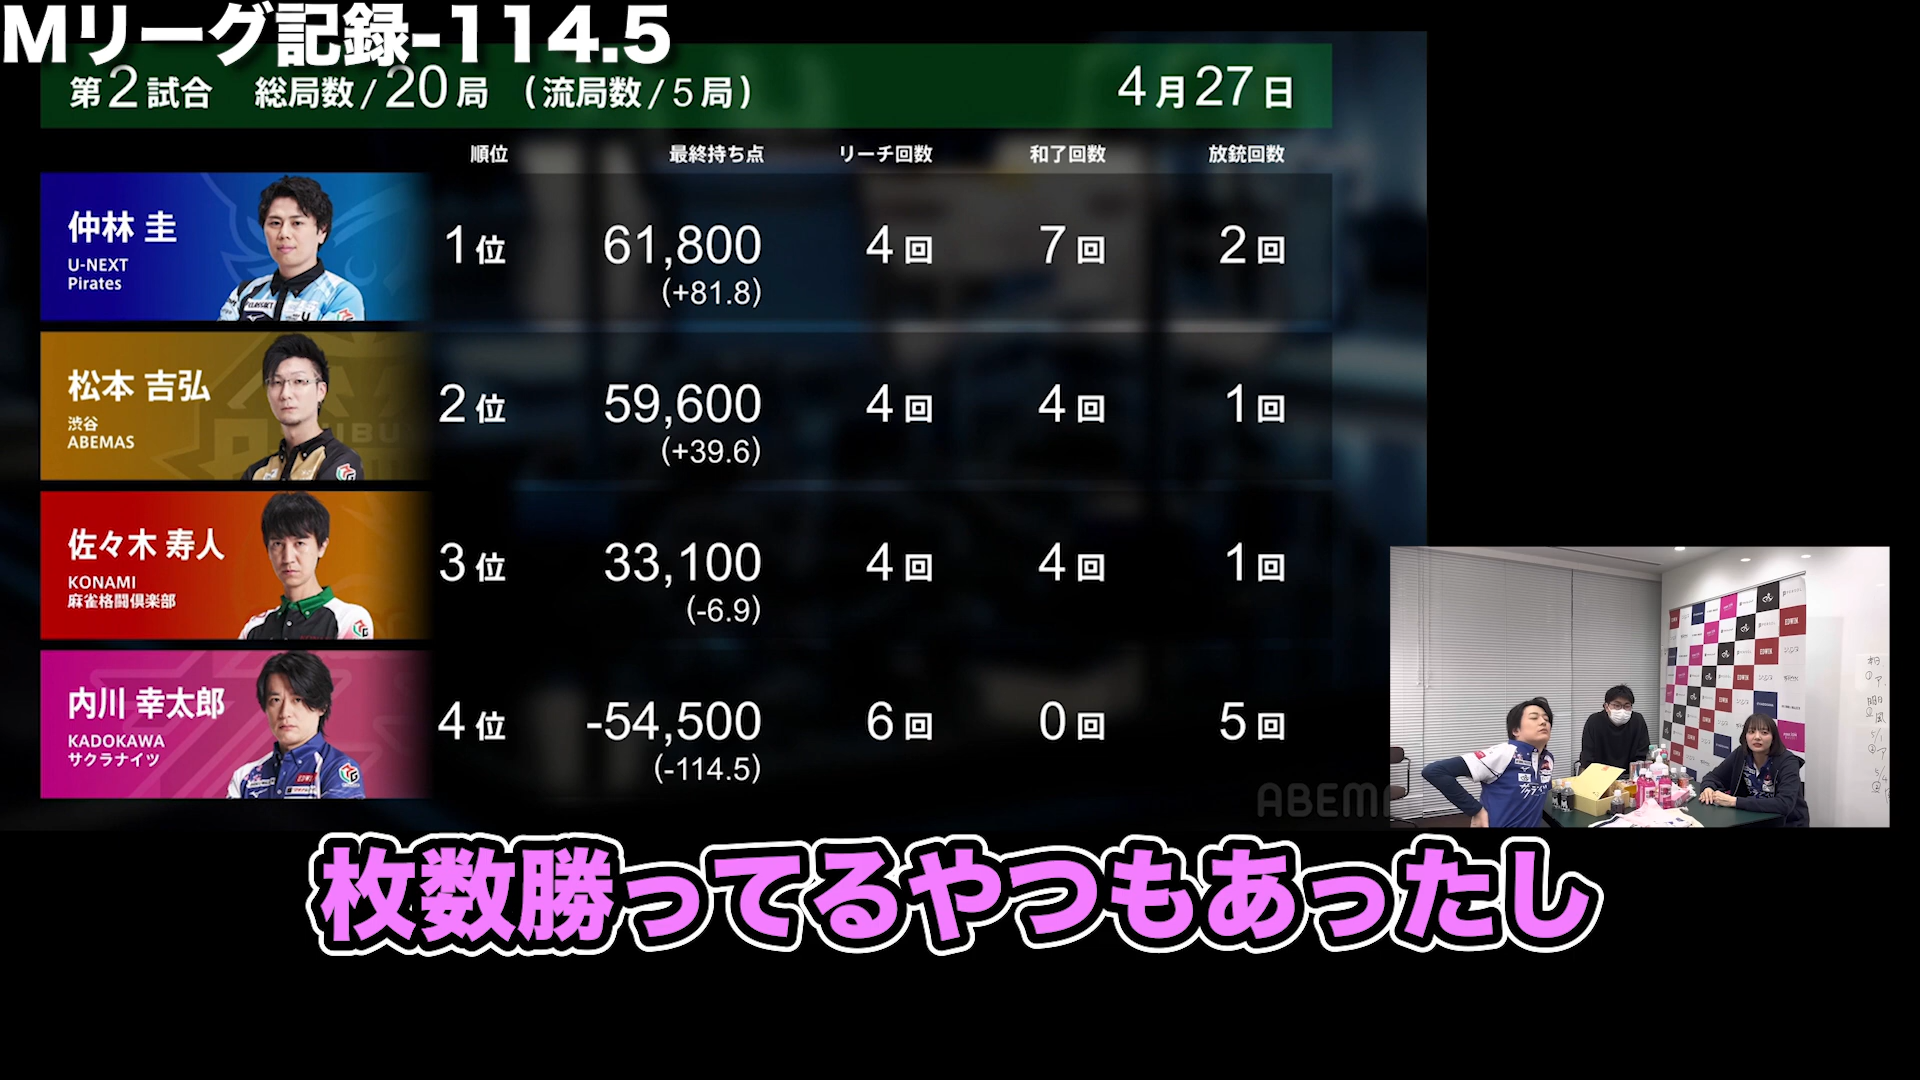 Mリーグ記録-114.5
第2試合 総局数/20局 (流局数/5局) 4月27日
順位 最終持ち点 リーチ回数 和了回数 放銃回数
仲林 圭
U-NEXT
Pirates
1位 61,800 4回 7回 2回
(+81.8)
松本 吉弘
渋谷
ABEMAS
2位 59,600 4回 4回 1回
(+39.6)
佐々木 寿人
KONAMI
麻雀格闘倶楽部
3位 33,100 4回 4回 1回
(-6.9)
内川 幸太郎
KADOKAWA
サクラナイツ
4位 -54,500 6回 0回 5回
(-114.5)
ABEM
枚数勝ってるやつもあったし